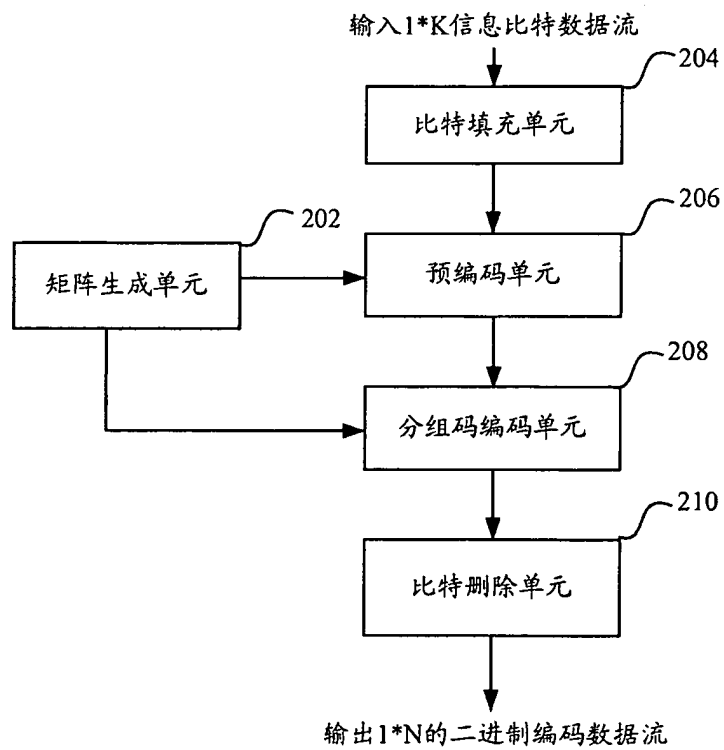 输入1*K信息比特数据流
204
比特填充单元
206
202
预编码单元
矩阵生成单元
208
分组码编码单元
210
比特删除单元
输出1*N的二进制编码数据流